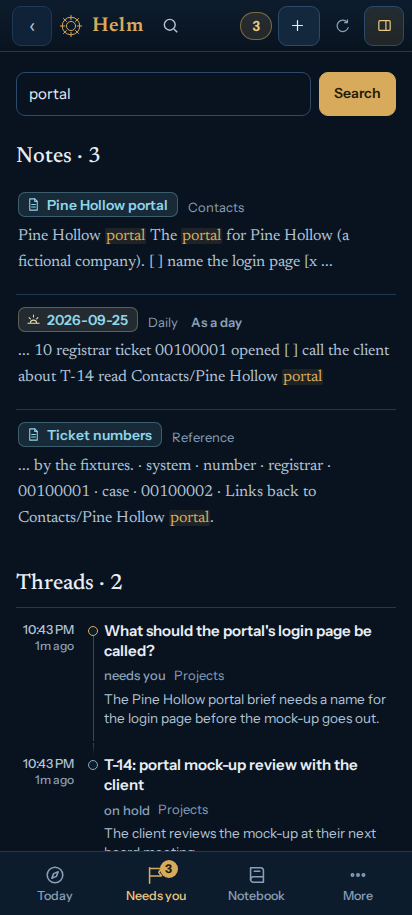 ‹ Helm 3 +
portal Search
Notes · 3
Pine Hollow portal Contacts
Pine Hollow portal The portal for Pine Hollow (a
fictional company). [ ] name the login page [x ...
2026-09-25 Daily As a day
... 10 registrar ticket 00100001 opened [ ] call the client
about T-14 read Contacts/Pine Hollow portal
Ticket numbers Reference
... by the fixtures. · system · number · registrar ·
00100001 · case · 00100002 · Links back to
Contacts/Pine Hollow portal.
Threads · 2
10:43 PM What should the portal's login page be
1m ago called?
needs you Projects
The Pine Hollow portal brief needs a name for
the login page before the mock-up goes out.
10:43 PM T-14: portal mock-up review with the
1m ago client
on hold Projects
The client reviews the mock-up at their next
board meeting.
3
Today Needs you Notebook More